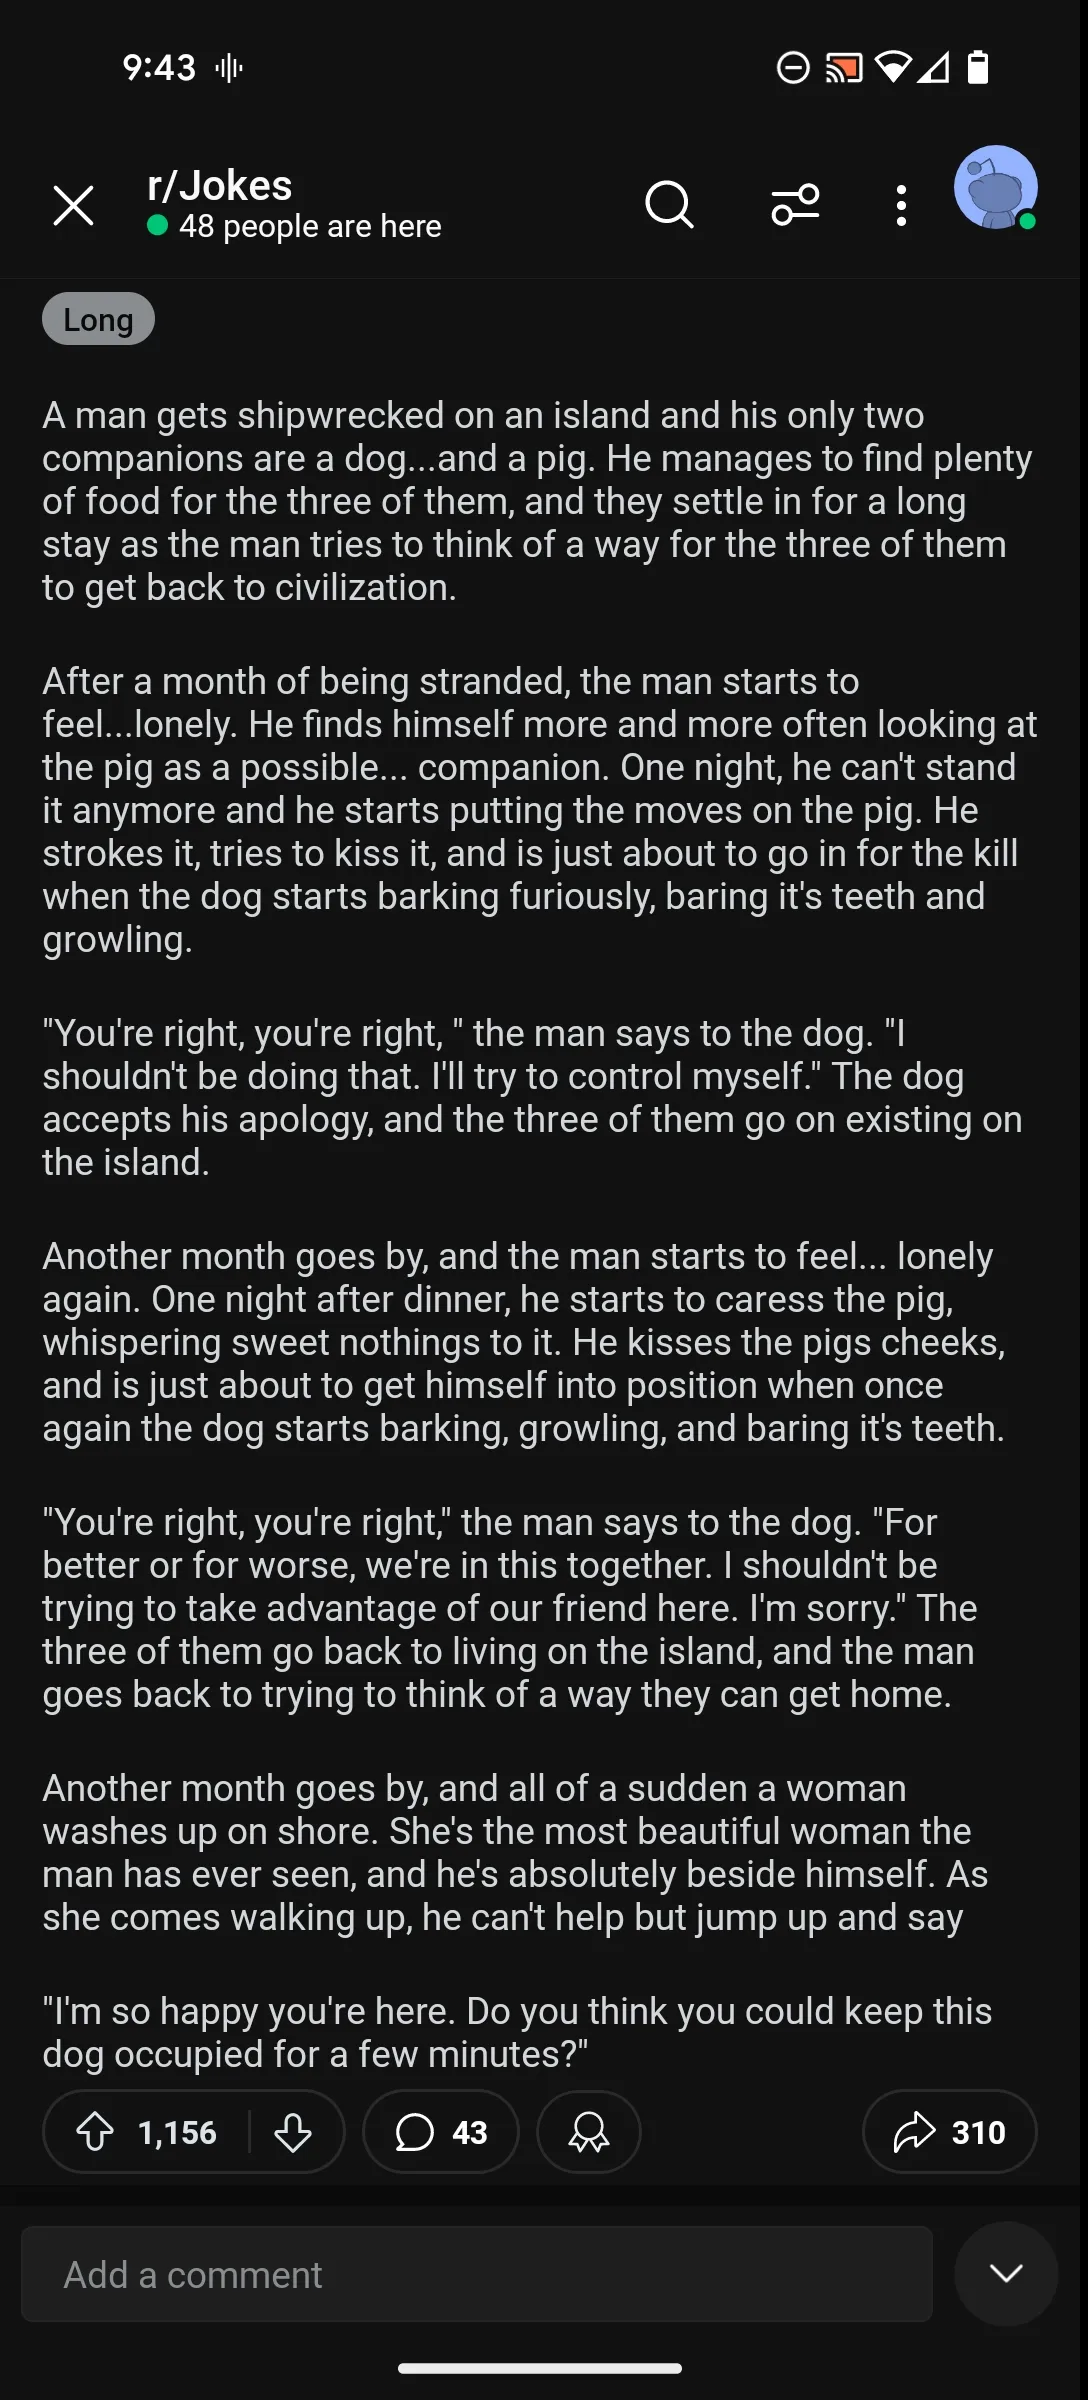 9:43
r/Jokes
48 people are here
Long
A man gets shipwrecked on an island and his only two
companions are a dog...and a pig. He manages to find plenty
of food for the three of them, and they settle in for a long
stay as the man tries to think of a way for the three of them
to get back to civilization.
After a month of being stranded, the man starts to
feel...lonely. He finds himself more and more often looking at
the pig as a possible... companion. One night, he can't stand
it anymore and he starts putting the moves on the pig. He
strokes it, tries to kiss it, and is just about to go in for the kill
when the dog starts barking furiously, baring it's teeth and
growling.
"You're right, you're right, " the man says to the dog. "I
shouldn't be doing that. I'll try to control myself." The dog
accepts his apology, and the three of them go on existing on
the island.
Another month goes by, and the man starts to feel... lonely
again. One night after dinner, he starts to caress the pig,
whispering sweet nothings to it. He kisses the pigs cheeks,
and is just about to get himself into position when once
again the dog starts barking, growling, and baring it's teeth.
"You're right, you're right," the man says to the dog. "For
better or for worse, we're in this together. I shouldn't be
trying to take advantage of our friend here. I'm sorry." The
three of them go back to living on the island, and the man
goes back to trying to think of a way they can get home.
Another month goes by, and all of a sudden a woman
washes up on shore. She's the most beautiful woman the
man has ever seen, and he's absolutely beside himself. As
she comes walking up, he can't help but jump up and say
"I'm so happy you're here. Do you think you could keep this
dog occupied for a few minutes?"
1,156 43 310
Add a comment